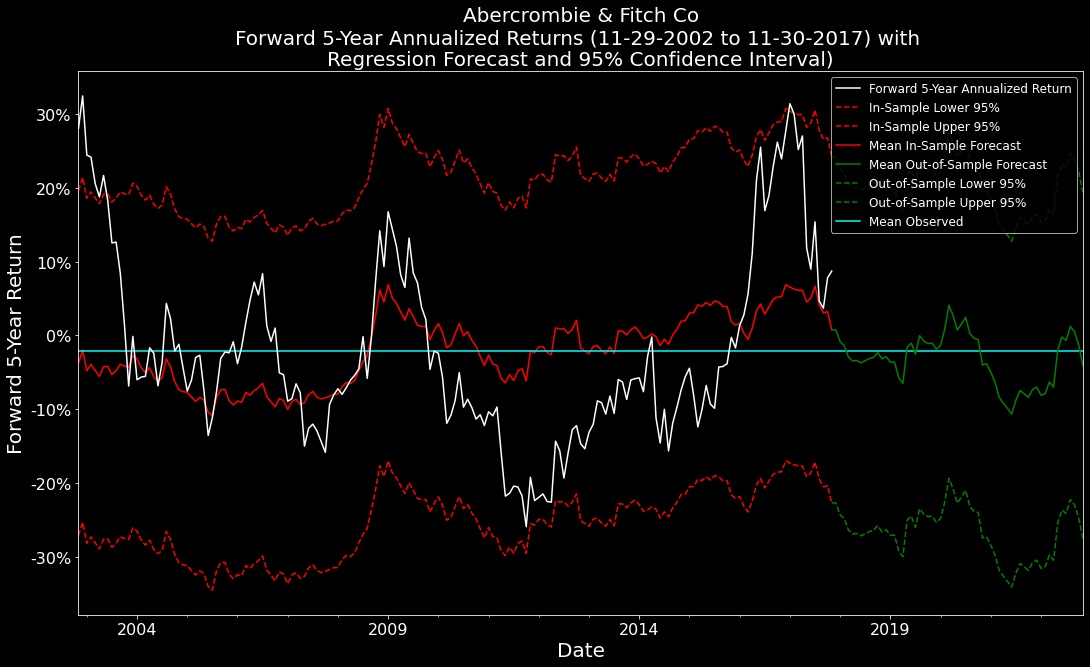 Abercrombie & Fitch Co
Forward 5-Year Annualized Returns (11-29-2002 to 11-30-2017) with
Regression Forecast and 95% Confidence Interval)
Forward 5-Year Annualized Return
In-Sample Lower 95%
In-Sample Upper 95%
Mean In-Sample Forecast
Mean Out-of-Sample Forecast
Out-of-Sample Lower 95%
Out-of-Sample Upper 95%
Mean Observed
Forward 5-Year Return
30%
20%
10%
0%
-10%
-20%
-30%
2004
2009
2014
2019
Date